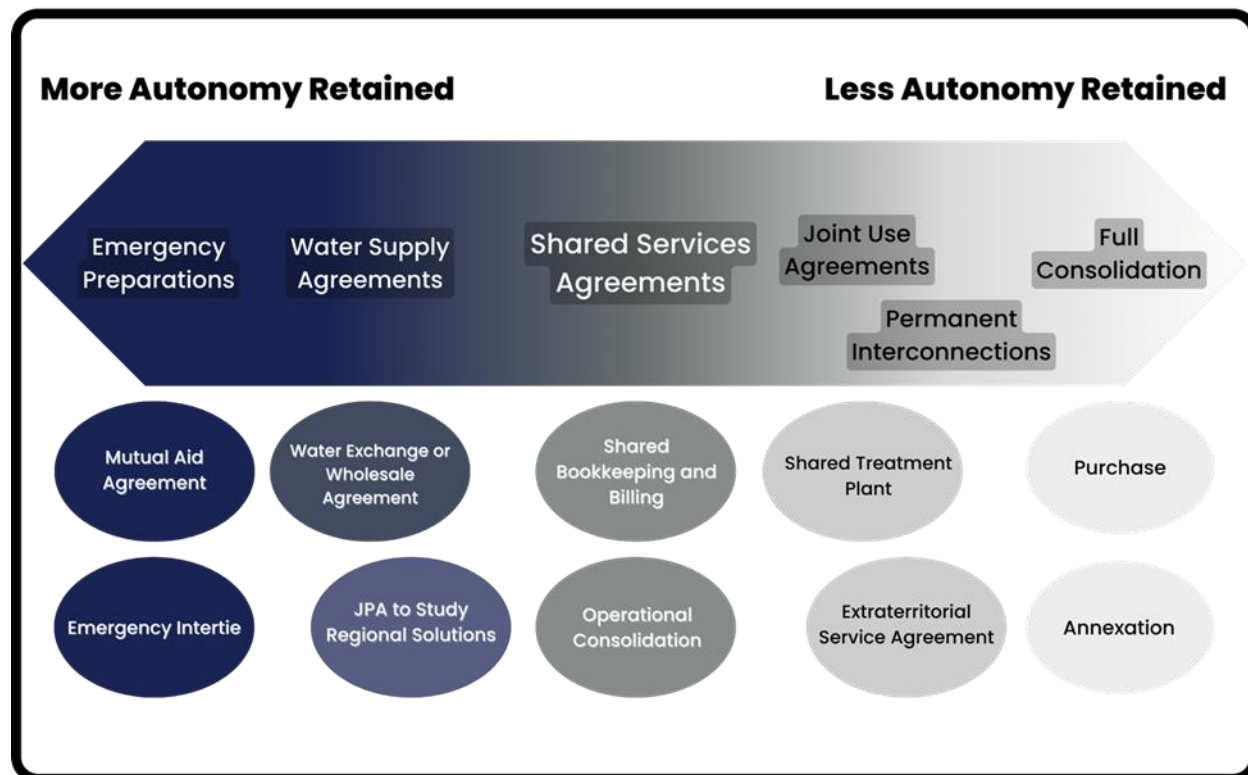 More Autonomy Retained
Less Autonomy Retained
Emergency
Preparations
Water Supply
Agreements
Shared Services
Agreements
Joint Use
Agreements
Permanent
Interconnections
Full
Consolidation
Mutual Aid
Agreement
Water Exchange or
Wholesale
Agreement
Shared
Bookkeeping and
Billing
Shared Treatment
Plant
Purchase
Emergency Intertie
JPA to Study
Regional Solutions
Operational
Consolidation
Extraterritorial
Service Agreement
Annexation